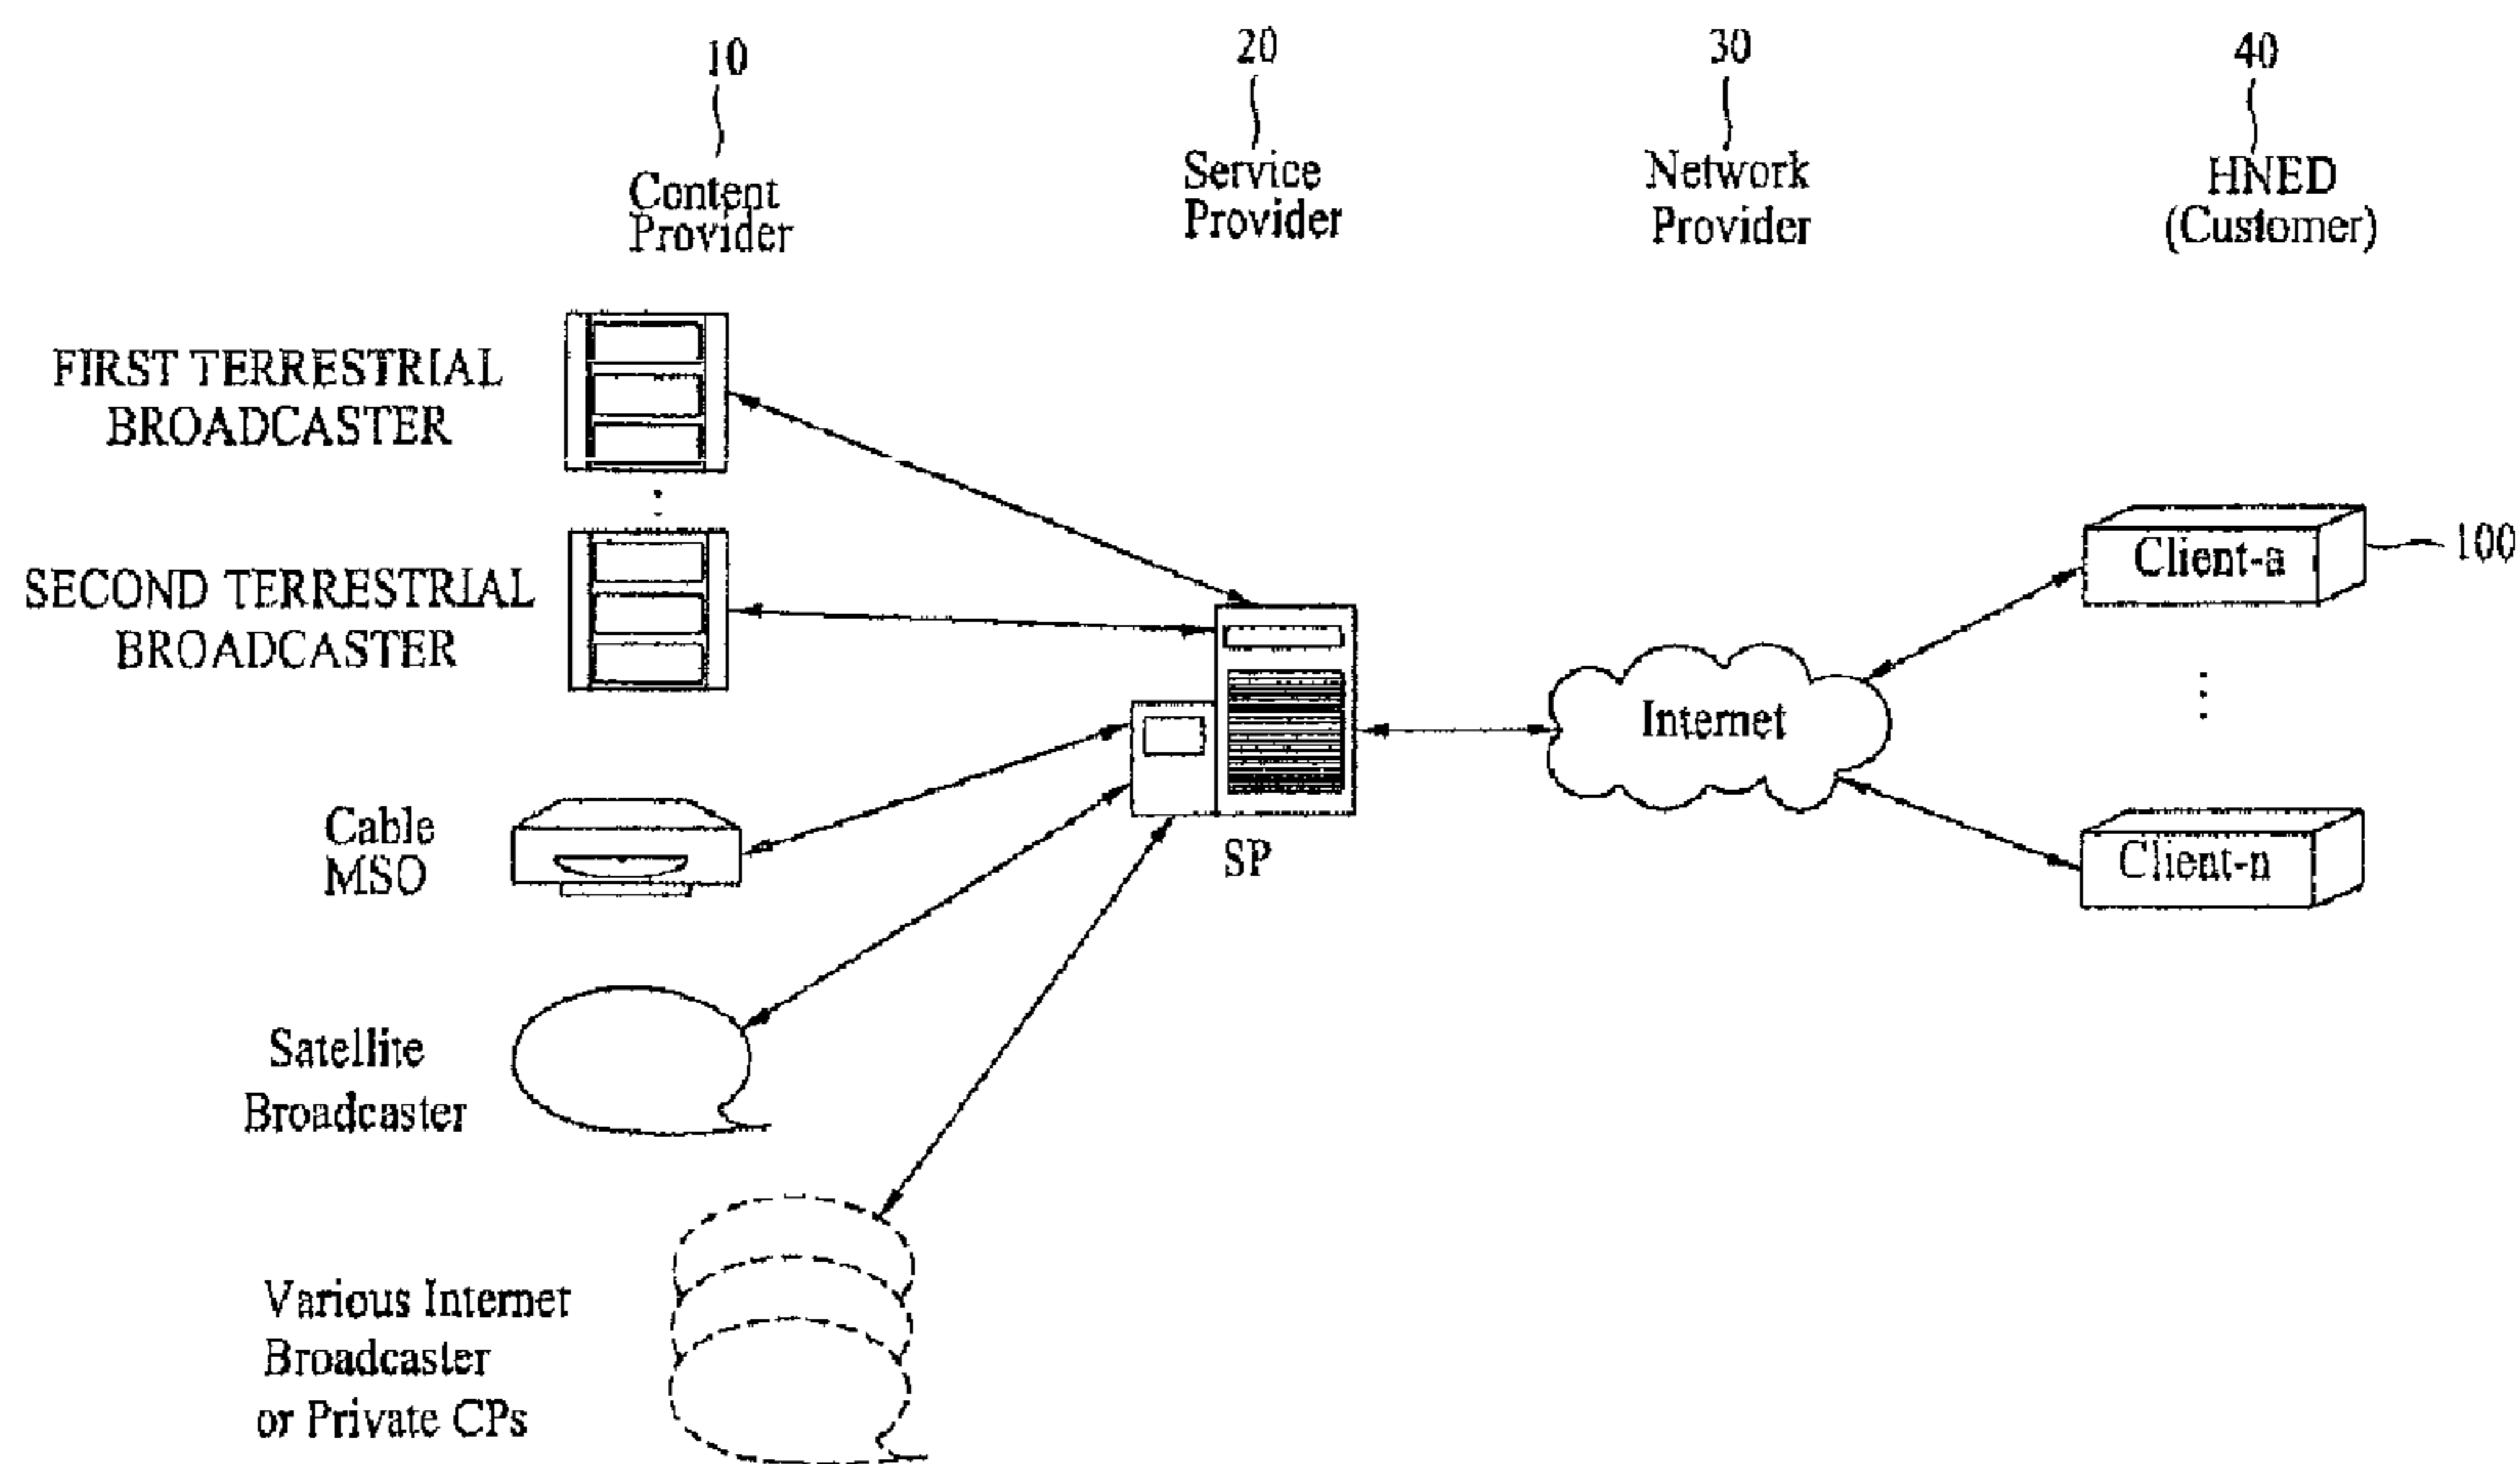 10
20
30
40
Content
Provider
Service
Provider
Network
Provider
HNED
(Customer)
FIRST TERRESTRIAL
BROADCASTER
SECOND TERRESTRIAL
BROADCASTER
Client-a
100
Internet
Cable
MSO
SP
Client-n
Satellite
Broadcaster
Various Internet
Broadcaster
or Private CPs